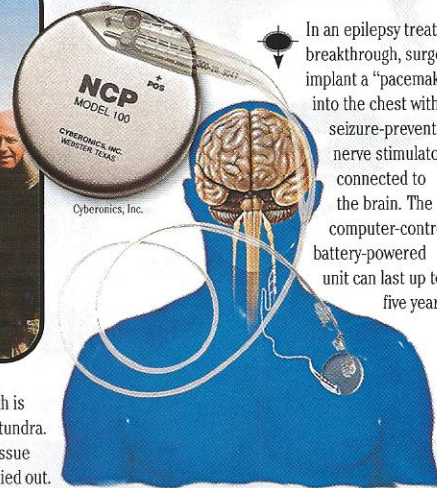 NCP
MODEL 100
+
POS
CYBERONICS, INC.
WEBSTER, TEXAS
Cyberonics, Inc.
In an epilepsy treat
breakthrough, surge
implant a "pacemak
into the chest with
seizure-prevent
nerve stimulato
connected to
the brain. The
computer-contro
battery-powered
unit can last up to
five year
h is
tundra.
issue
ied out.